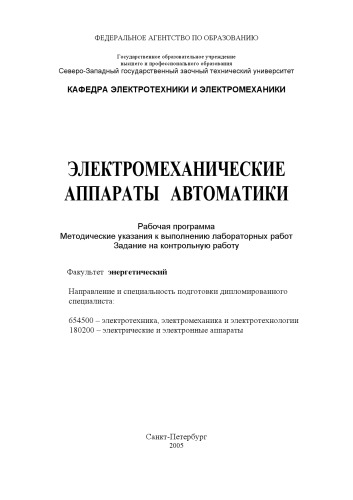 ФЕДЕРАЛЬНОЕ АГЕНТСТВО ПО ОБРАЗОВАНИЮ
Государственное образовательное учреждение
высшего и профессионального образования
Северо-Западный государственный заочный технический университет
КАФЕДРА ЭЛЕКТРОТЕХНИКИ И ЭЛЕКТРОМЕХАНИКИ
ЭЛЕКТРОМЕХАНИЧЕСКИЕ
АППАРАТЫ АВТОМАТИКИ
Рабочая программа
Методические указания к выполнению лабораторных работ
Задание на контрольную работу
Факультет энергетический
Направление и специальность подготовки дипломированного
специалиста:
654500 – электротехника, электромеханика и электротехнологии
180200 – электрические и электронные аппараты
Санкт-Петербург
2005